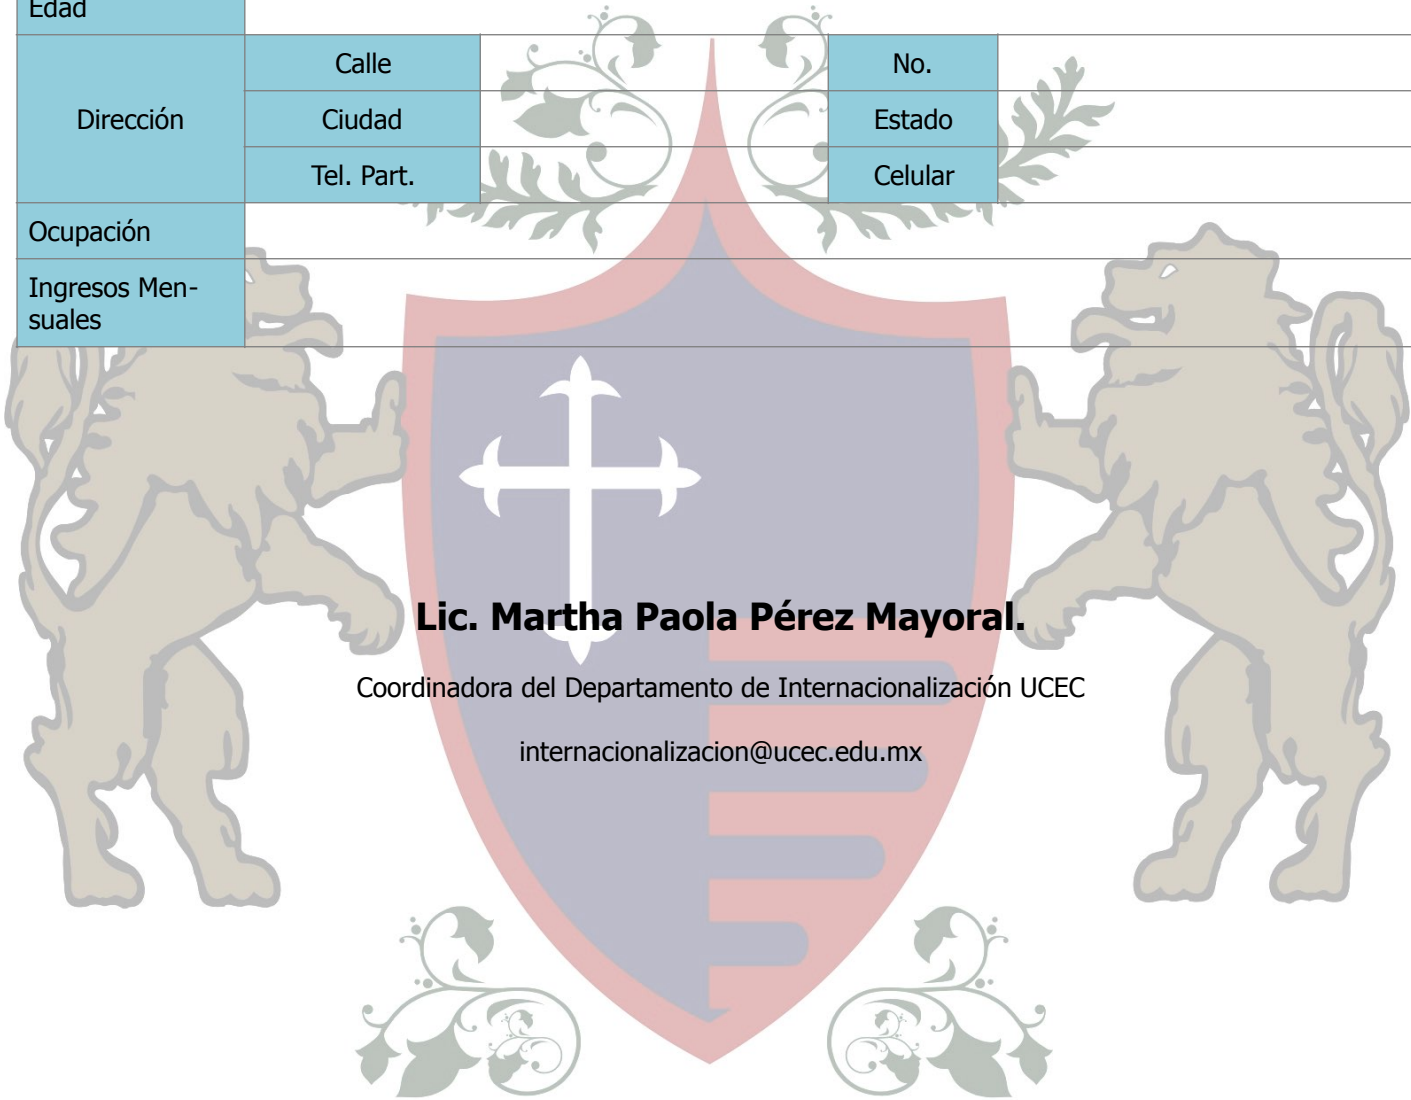 Edad
Calle No.
Dirección Ciudad Estado
Tel. Part. Celular
Ocupación
Ingresos Men-
suales
Lic. Martha Paola Pérez Mayoral.
Coordinadora del Departamento de Internacionalización UCEC
internacionalizacion@ucec.edu.mx